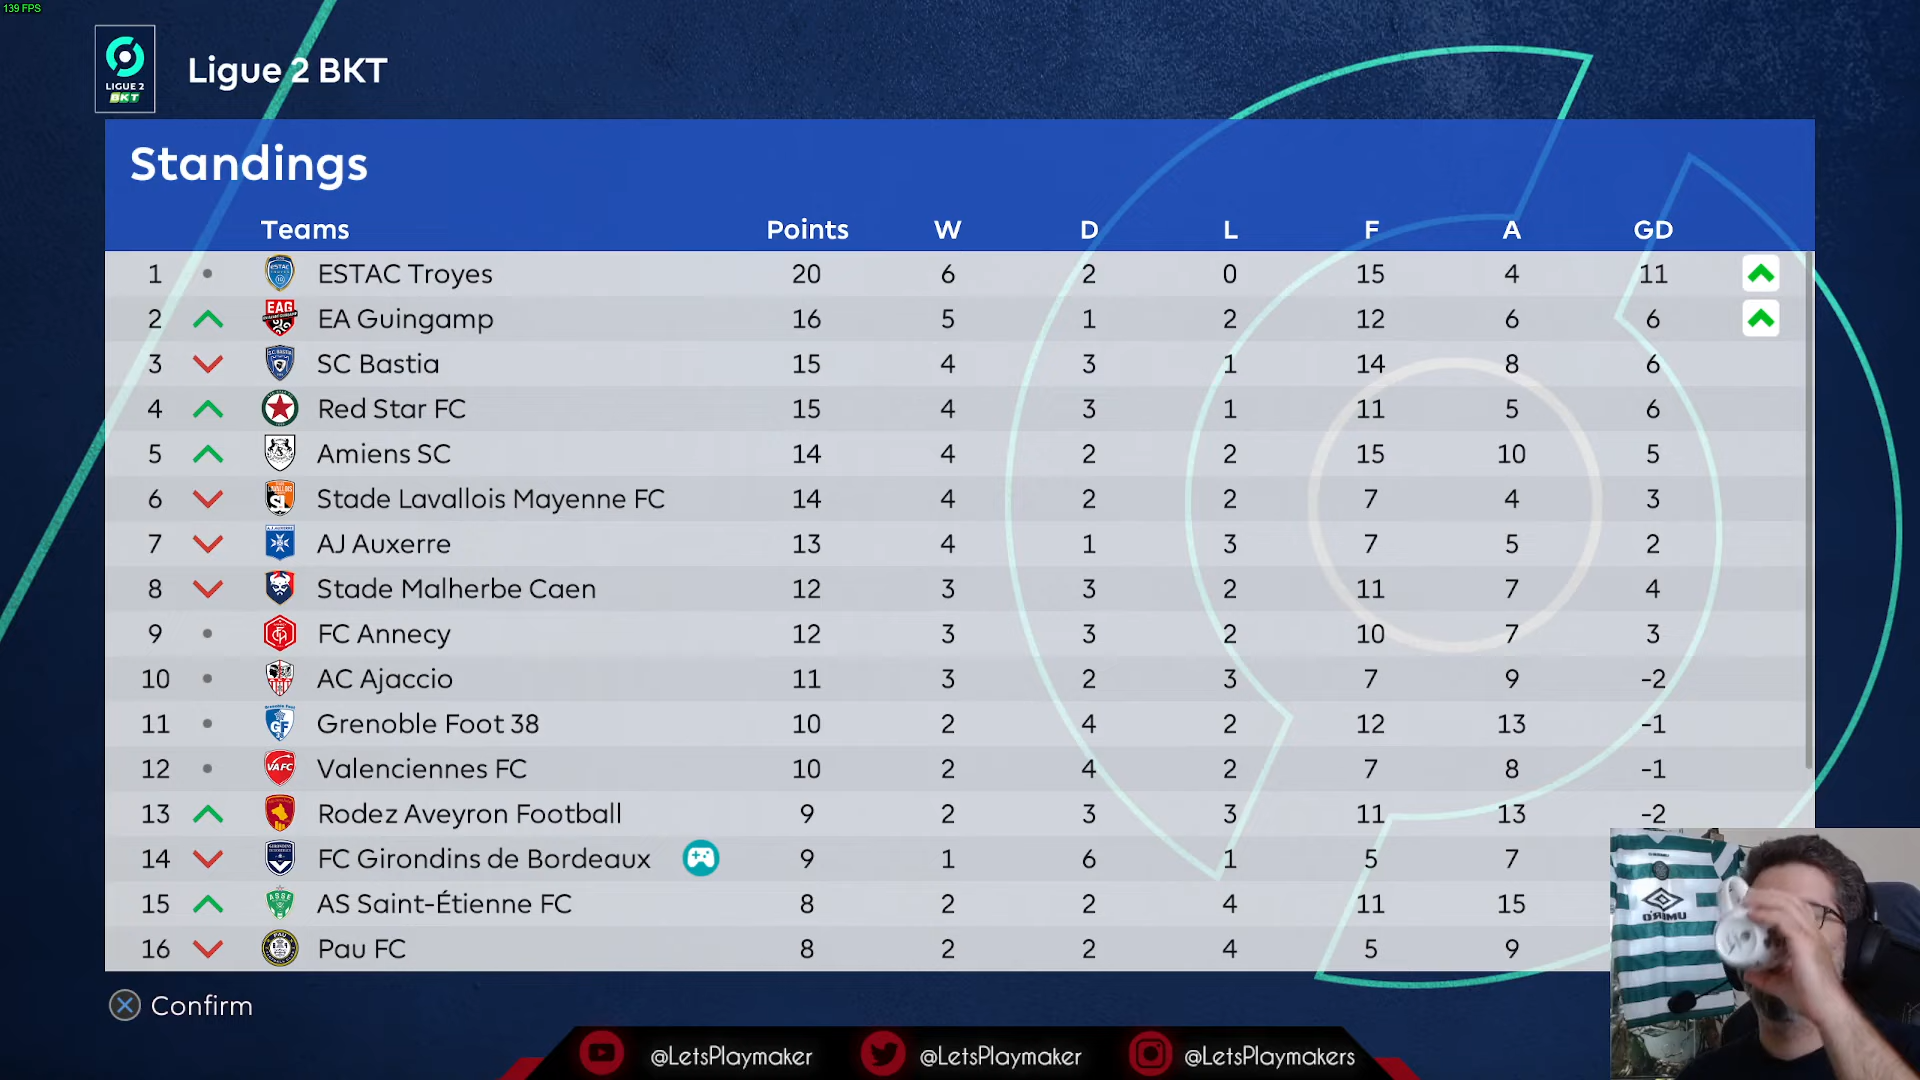 139 FPS
LIGUE 2
BKT
Ligue 2 BKT
Standings
Teams Points W D L F A GD
1 ESTAC Troyes 20 6 2 0 15 4 11
2 EA Guingamp 16 5 1 2 12 6 6
3 SC Bastia 15 4 3 1 14 8 6
4 Red Star FC 15 4 3 1 11 5 6
5 Amiens SC 14 4 2 2 15 10 5
6 Stade Lavallois Mayenne FC 14 4 2 2 7 4 3
7 AJ Auxerre 13 4 1 3 7 5 2
8 Stade Malherbe Caen 12 3 3 2 11 7 4
9 FC Annecy 12 3 3 2 10 7 3
10 AC Ajaccio 11 3 2 3 7 9 -2
11 Grenoble Foot 38 10 2 4 2 12 13 -1
12 Valenciennes FC 10 2 4 2 7 8 -1
13 Rodez Aveyron Football 9 2 3 3 11 13 -2
14 FC Girondins de Bordeaux 9 1 6 1 5 7
15 AS Saint-Étienne FC 8 2 2 4 11 15
16 Pau FC 8 2 2 4 5 9
Confirm
@LetsPlaymaker @LetsPlaymaker @LetsPlaymakers